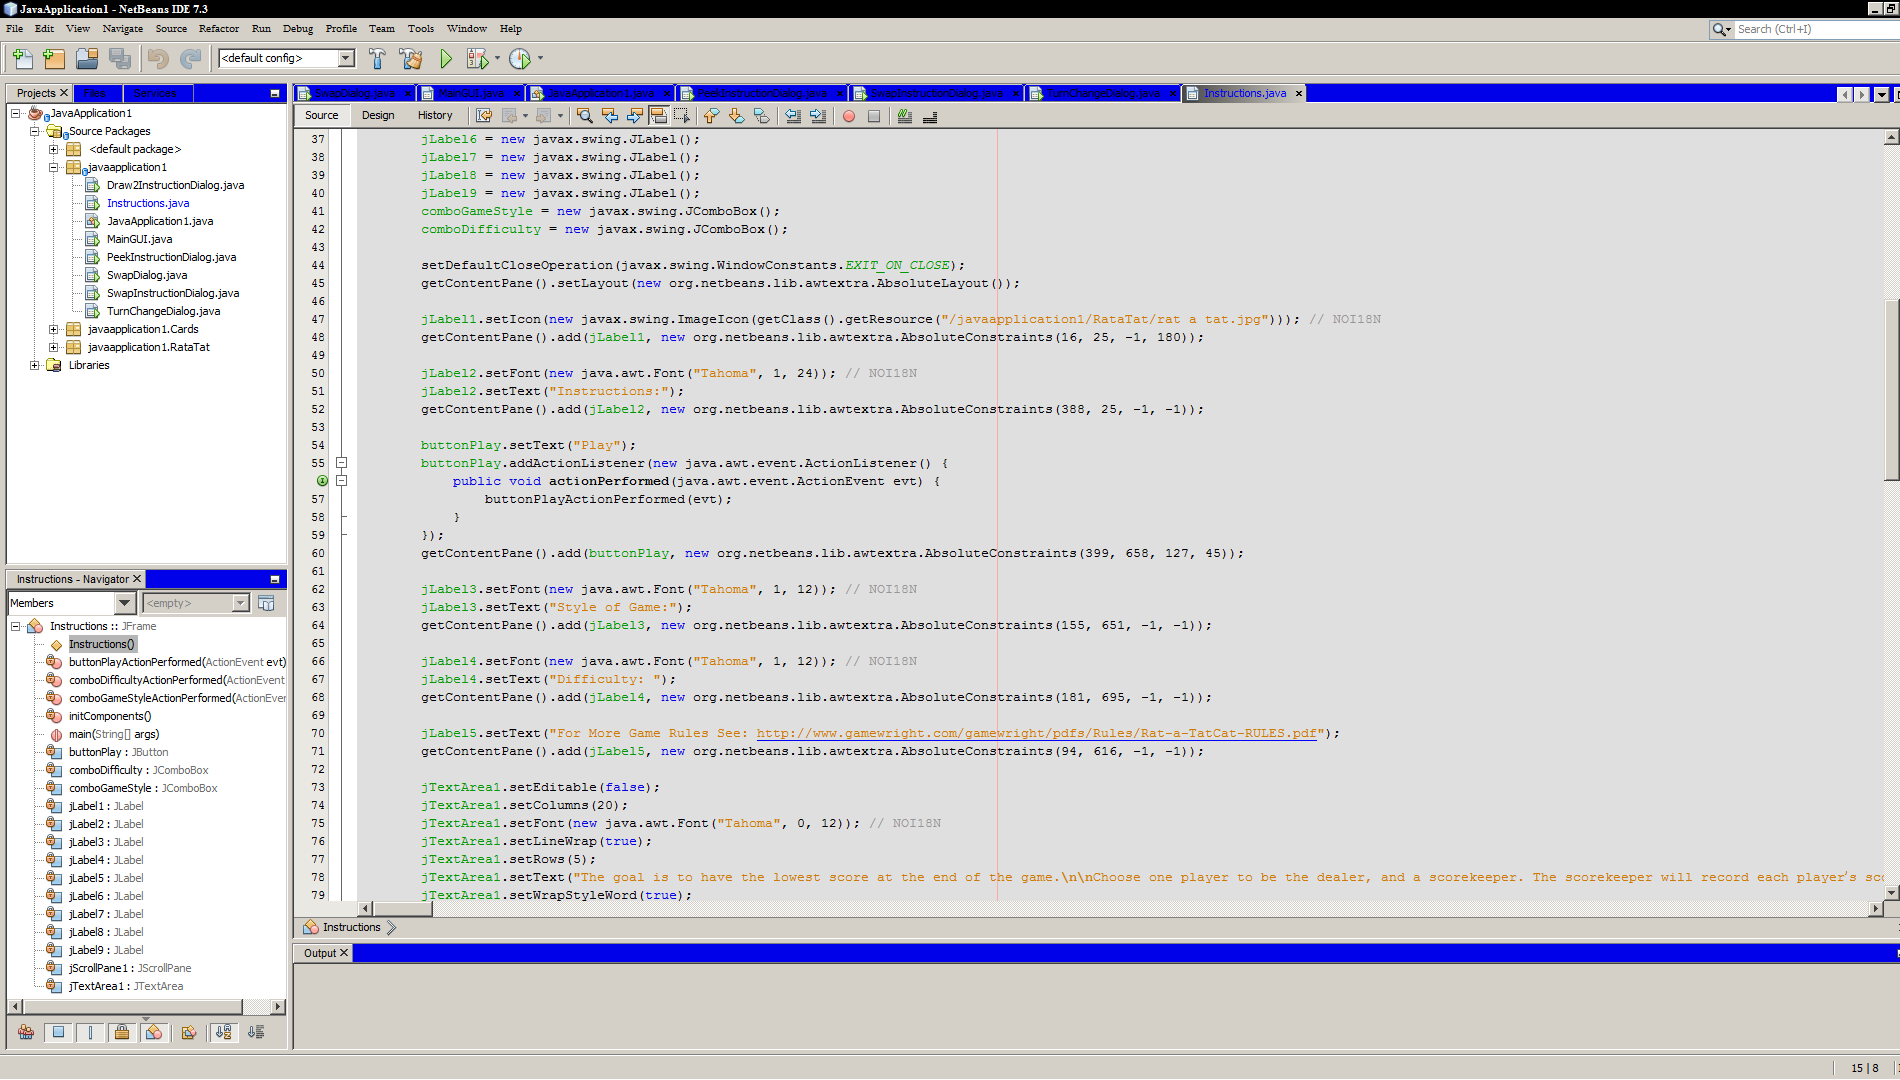 JavaApplication1 - NetBeans IDE 7.3
File Edit View Navigate Source Refactor Run Debug Profile Team Tools Window Help
Search (Ctrl+I)
<default config>
Projects Files Services
SwapDialog.java MainGUI.java JavaApplication1.java PeekInstructionDialog.java SwapInstructionDialog.java TurnChangeDialog.java Instructions.java
Source Design History
JavaApplication1
Source Packages
<default package>
javaapplication1
Draw2InstructionDialog.java
Instructions.java
JavaApplication1.java
MainGUI.java
PeekInstructionDialog.java
SwapDialog.java
SwapInstructionDialog.java
TurnChangeDialog.java
javaapplication1.Cards
javaapplication1.RataTat
Libraries
Instructions - Navigator
Members <empty>
Instructions :: JFrame
Instructions()
buttonPlayActionPerformed(ActionEvent evt)
comboDifficultyActionPerformed(ActionEvent
comboGameStyleActionPerformed(ActionEver
initComponents()
main(String[] args)
buttonPlay : JButton
comboDifficulty : JComboBox
comboGameStyle : JComboBox
jLabel1 : JLabel
jLabel2 : JLabel
jLabel3 : JLabel
jLabel4 : JLabel
jLabel5 : JLabel
jLabel6 : JLabel
jLabel7 : JLabel
jLabel8 : JLabel
jLabel9 : JLabel
jScrollPane1 : JScrollPane
jTextArea1 : JTextArea
37 jLabel6 = new javax.swing.JLabel();
38 jLabel7 = new javax.swing.JLabel();
39 jLabel8 = new javax.swing.JLabel();
40 jLabel9 = new javax.swing.JLabel();
41 comboGameStyle = new javax.swing.JComboBox();
42 comboDifficulty = new javax.swing.JComboBox();
43
44 setDefaultCloseOperation(javax.swing.WindowConstants.EXIT_ON_CLOSE);
45 getContentPane().setLayout(new org.netbeans.lib.awtextra.AbsoluteLayout());
46
47 jLabel1.setIcon(new javax.swing.ImageIcon(getClass().getResource("/javaapplication1/RataTat/rat a tat.jpg"))); // NOI18N
48 getContentPane().add(jLabel1, new org.netbeans.lib.awtextra.AbsoluteConstraints(16, 25, -1, 180));
49
50 jLabel2.setFont(new java.awt.Font("Tahoma", 1, 24)); // NOI18N
51 jLabel2.setText("Instructions:");
52 getContentPane().add(jLabel2, new org.netbeans.lib.awtextra.AbsoluteConstraints(388, 25, -1, -1));
53
54 buttonPlay.setText("Play");
55 buttonPlay.addActionListener(new java.awt.event.ActionListener() {
public void actionPerformed(java.awt.event.ActionEvent evt) {
57 buttonPlayActionPerformed(evt);
58 }
59 });
60 getContentPane().add(buttonPlay, new org.netbeans.lib.awtextra.AbsoluteConstraints(399, 658, 127, 45));
61
62 jLabel3.setFont(new java.awt.Font("Tahoma", 1, 12)); // NOI18N
63 jLabel3.setText("Style of Game:");
64 getContentPane().add(jLabel3, new org.netbeans.lib.awtextra.AbsoluteConstraints(155, 651, -1, -1));
65
66 jLabel4.setFont(new java.awt.Font("Tahoma", 1, 12)); // NOI18N
67 jLabel4.setText("Difficulty: ");
68 getContentPane().add(jLabel4, new org.netbeans.lib.awtextra.AbsoluteConstraints(181, 695, -1, -1));
69
70 jLabel5.setText("For More Game Rules See: http://www.gamewright.com/gamewright/pdfs/Rules/Rat-a-TatCat-RULES.pdf");
71 getContentPane().add(jLabel5, new org.netbeans.lib.awtextra.AbsoluteConstraints(94, 616, -1, -1));
72
73 jTextArea1.setEditable(false);
74 jTextArea1.setColumns(20);
75 jTextArea1.setFont(new java.awt.Font("Tahoma", 0, 12)); // NOI18N
76 jTextArea1.setLineWrap(true);
77 jTextArea1.setRows(5);
78 jTextArea1.setText("The goal is to have the lowest score at the end of the game.\n\nChoose one player to be the dealer, and a scorekeeper. The scorekeeper will record each player's sco
79 jTextArea1.setWrapStyleWord(true);
Instructions
Output
15 | 8